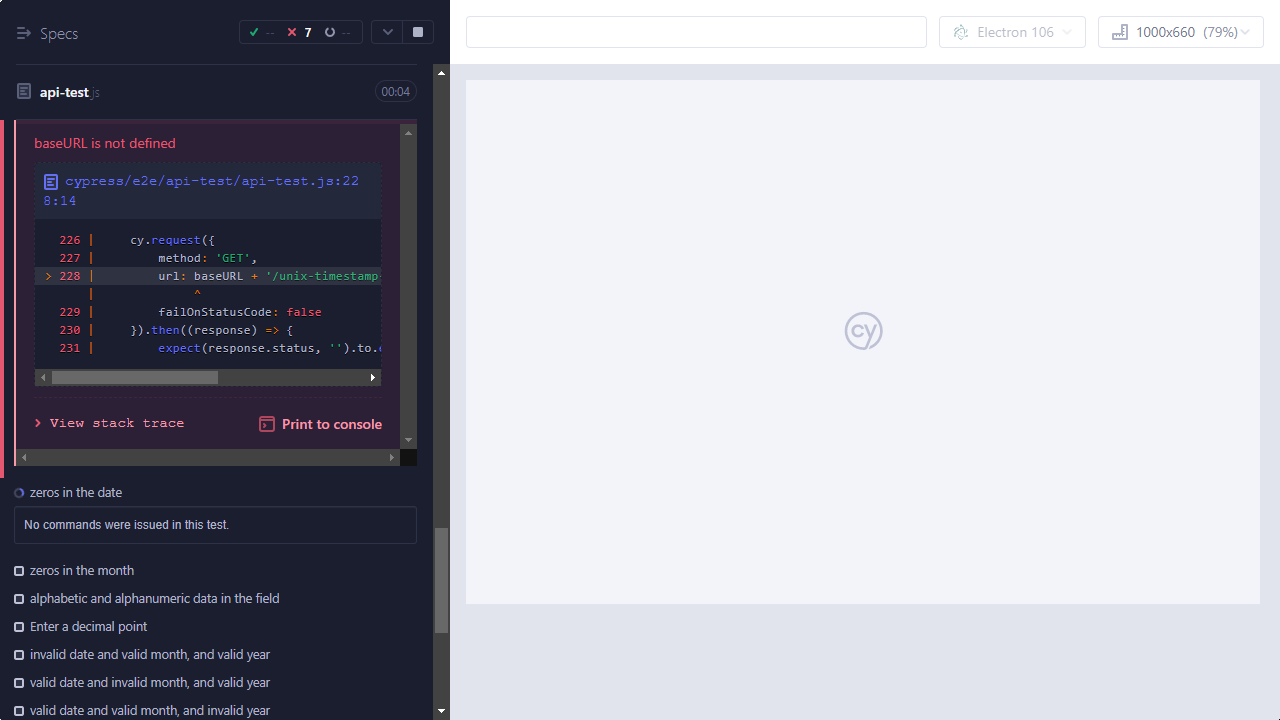 Specs
-- 7 --
Electron 106
1000x660 (79%)
api-test.js
00:04
baseURL is not defined
cypress/e2e/api-test/api-test.js:22
8:14
226 | cy.request({
227 | method: 'GET',
> 228 | url: baseURL + '/unix-timestamp-
| ^
229 | failOnStatusCode: false
230 | }).then((response) => {
231 | expect(response.status, '').to.e
> View stack trace
Print to console
zeros in the date
No commands were issued in this test.
zeros in the month
alphabetic and alphanumeric data in the field
Enter a decimal point
invalid date and valid month, and valid year
valid date and invalid month, and valid year
valid date and valid month, and invalid year
cy